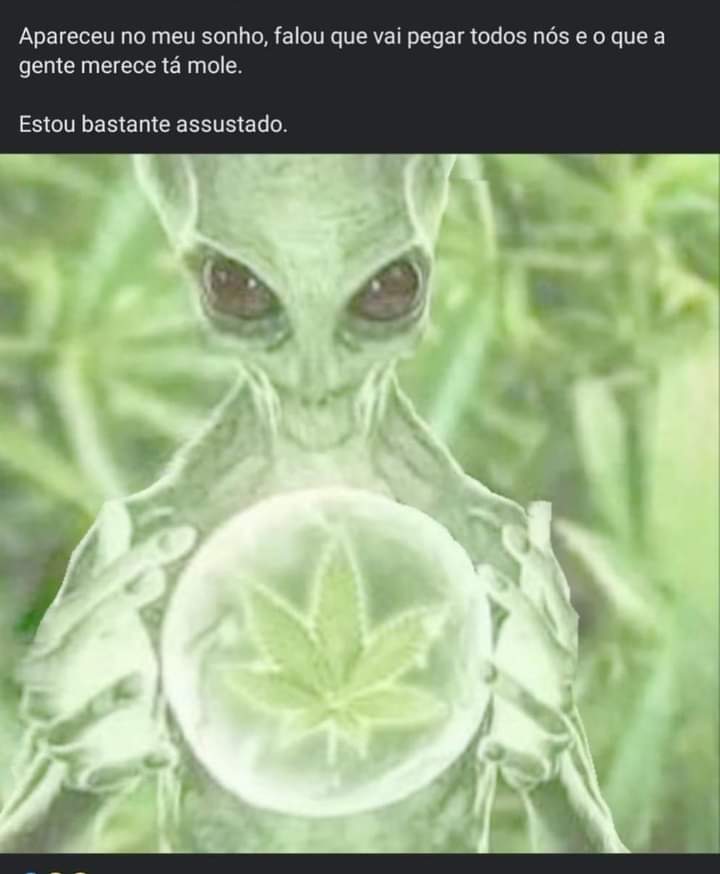 Apareceu no meu sonho, falou que vai pegar todos nós e o que a
gente merece tá mole.
Estou bastante assustado.